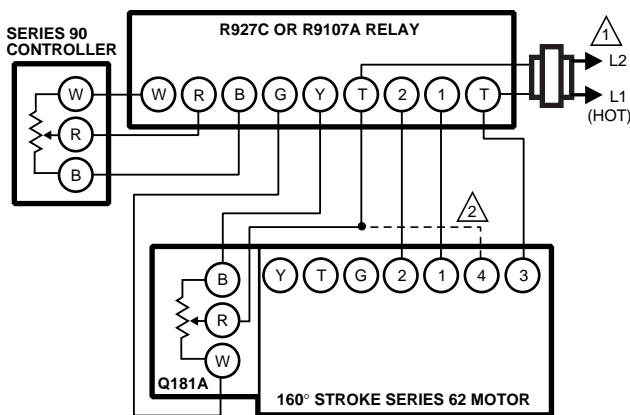 SERIES 90
CONTROLLER
R927C OR R9107A RELAY
1
L2
L1
(HOT)
W
R
B
W R B G Y T 2 1 T
2
B
R
W
Y T G 2 1 4 3
Q181A
160° STROKE SERIES 62 MOTOR